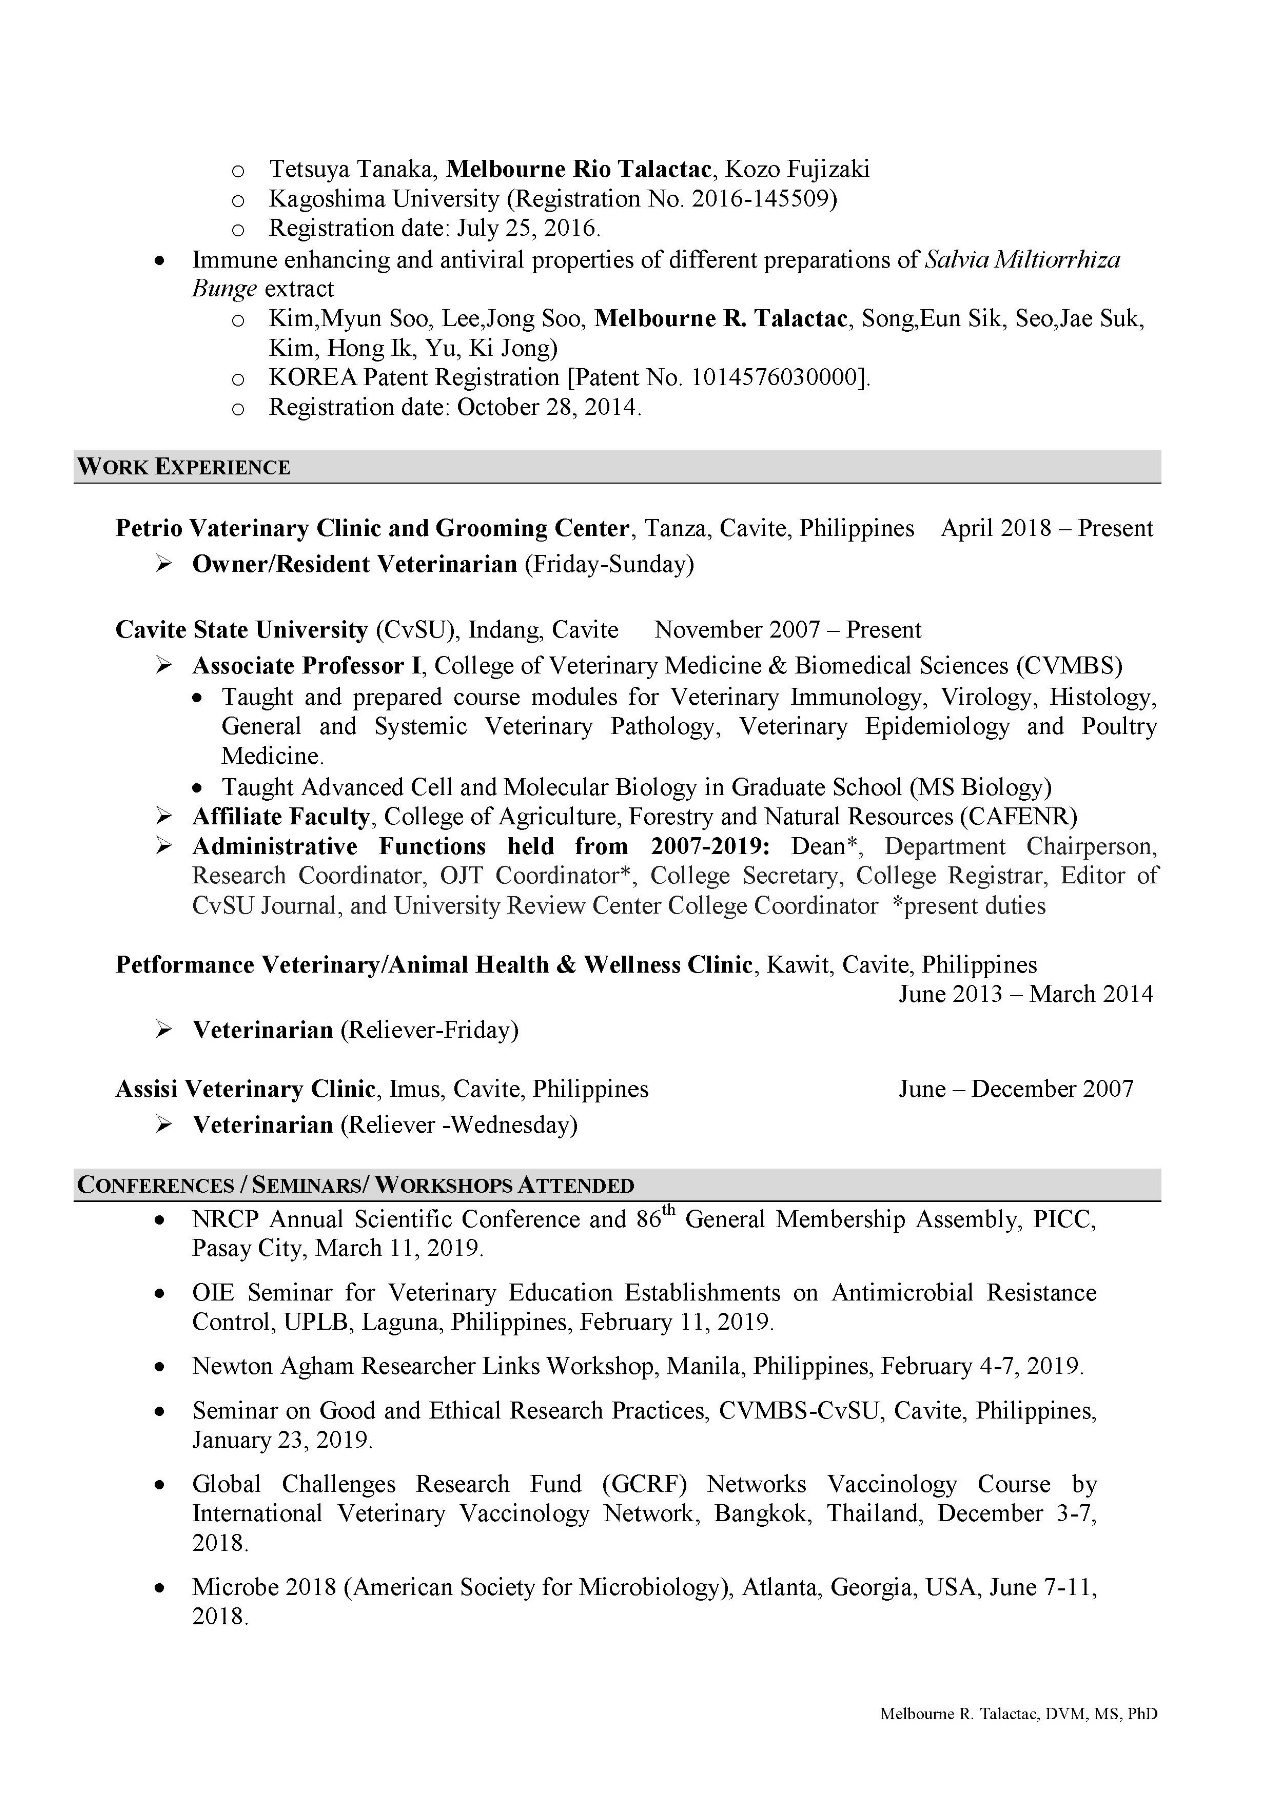 o Tetsuya Tanaka, Melbourne Rio Talactac, Kozo Fujizaki
o Kagoshima University (Registration No. 2016-145509)
o Registration date: July 25, 2016.
• Immune enhancing and antiviral properties of different preparations of Salvia Miltiorrhiza
Bunge extract
o Kim,Myun Soo, Lee,Jong Soo, Melbourne R. Talactac, Song,Eun Sik, Seo,Jae Suk,
Kim, Hong Ik, Yu, Ki Jong)
o KOREA Patent Registration [Patent No. 1014576030000].
o Registration date: October 28, 2014.
WORK EXPERIENCE
Petrio Vaterinary Clinic and Grooming Center, Tanza, Cavite, Philippines April 2018 – Present
➢ Owner/Resident Veterinarian (Friday-Sunday)
Cavite State University (CvSU), Indang, Cavite November 2007 – Present
➢ Associate Professor I, College of Veterinary Medicine & Biomedical Sciences (CVMBS)
• Taught and prepared course modules for Veterinary Immunology, Virology, Histology,
General and Systemic Veterinary Pathology, Veterinary Epidemiology and Poultry
Medicine.
• Taught Advanced Cell and Molecular Biology in Graduate School (MS Biology)
➢ Affiliate Faculty, College of Agriculture, Forestry and Natural Resources (CAFENR)
➢ Administrative Functions held from 2007-2019: Dean*, Department Chairperson,
Research Coordinator, OJT Coordinator*, College Secretary, College Registrar, Editor of
CvSU Journal, and University Review Center College Coordinator *present duties
Petformance Veterinary/Animal Health & Wellness Clinic, Kawit, Cavite, Philippines
June 2013 – March 2014
➢ Veterinarian (Reliever-Friday)
Assisi Veterinary Clinic, Imus, Cavite, Philippines June – December 2007
➢ Veterinarian (Reliever -Wednesday)
CONFERENCES / SEMINARS/ WORKSHOPS ATTENDED
• NRCP Annual Scientific Conference and 86th General Membership Assembly, PICC,
Pasay City, March 11, 2019.
• OIE Seminar for Veterinary Education Establishments on Antimicrobial Resistance
Control, UPLB, Laguna, Philippines, February 11, 2019.
• Newton Agham Researcher Links Workshop, Manila, Philippines, February 4-7, 2019.
• Seminar on Good and Ethical Research Practices, CVMBS-CvSU, Cavite, Philippines,
January 23, 2019.
• Global Challenges Research Fund (GCRF) Networks Vaccinology Course by
International Veterinary Vaccinology Network, Bangkok, Thailand, December 3-7,
2018.
• Microbe 2018 (American Society for Microbiology), Atlanta, Georgia, USA, June 7-11,
2018.
Melbourne R. Talactac, DVM, MS, PhD